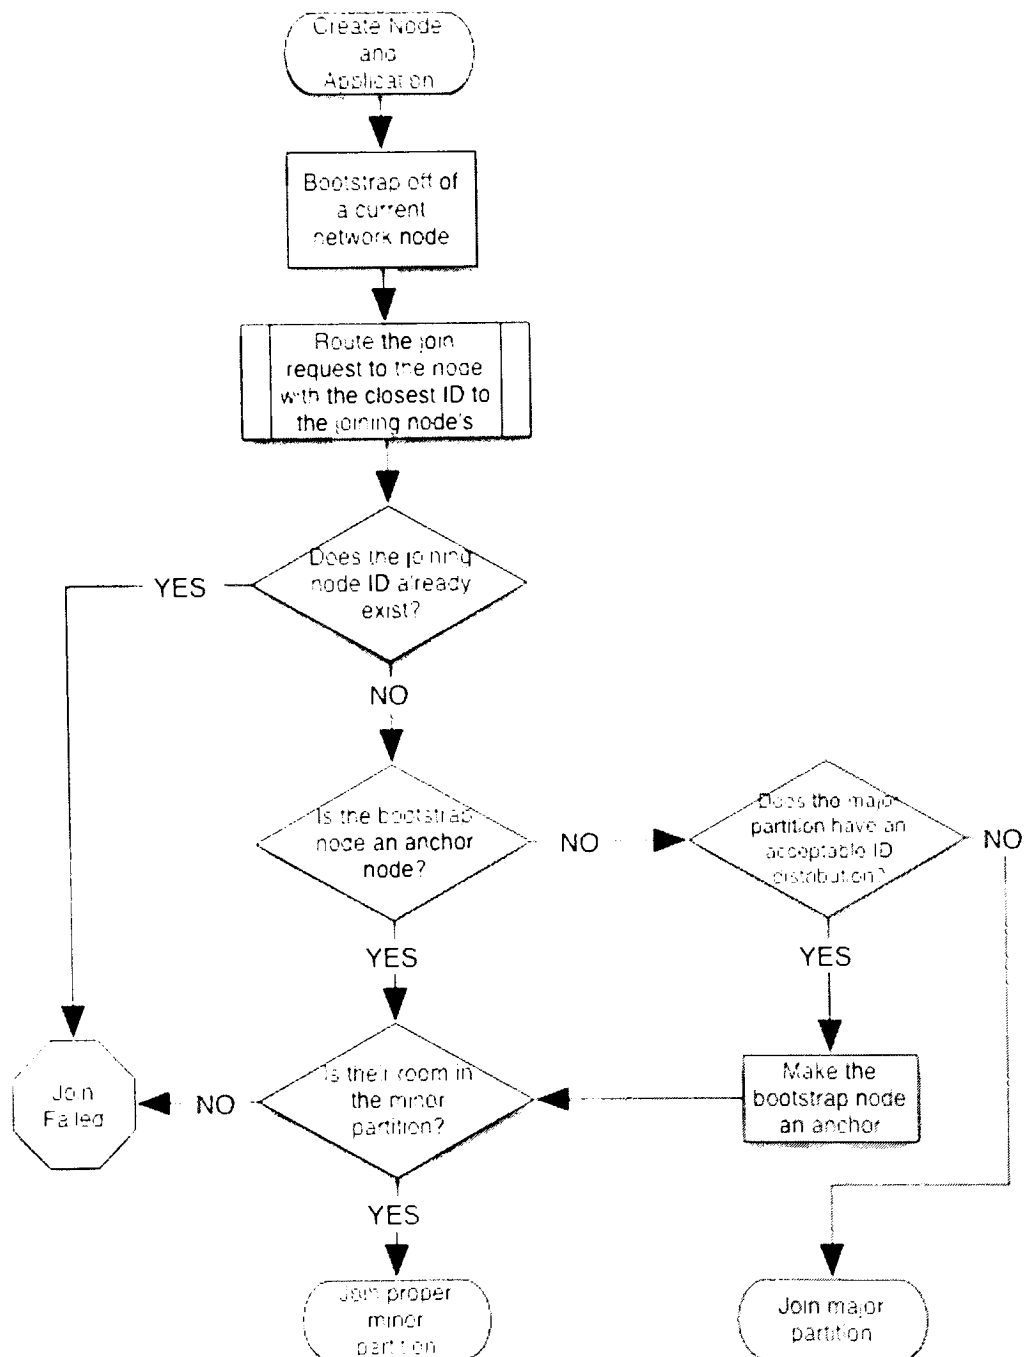 Create Node
and
Application
Bootstrap off of
a current
network node
Route the join
request to the node
with the closest ID to
the joining node's
Does the joining
node ID already
exist?
YES
NO
Is the bootstrap
node an anchor
node?
NO
Does the major
partition have an
acceptable ID
distribution?
NO
YES
YES
Join
Failed
NO
Is their room in
the minor
partition?
Make the
bootstrap node
an anchor
YES
Join proper
minor
partition
Join major
partition